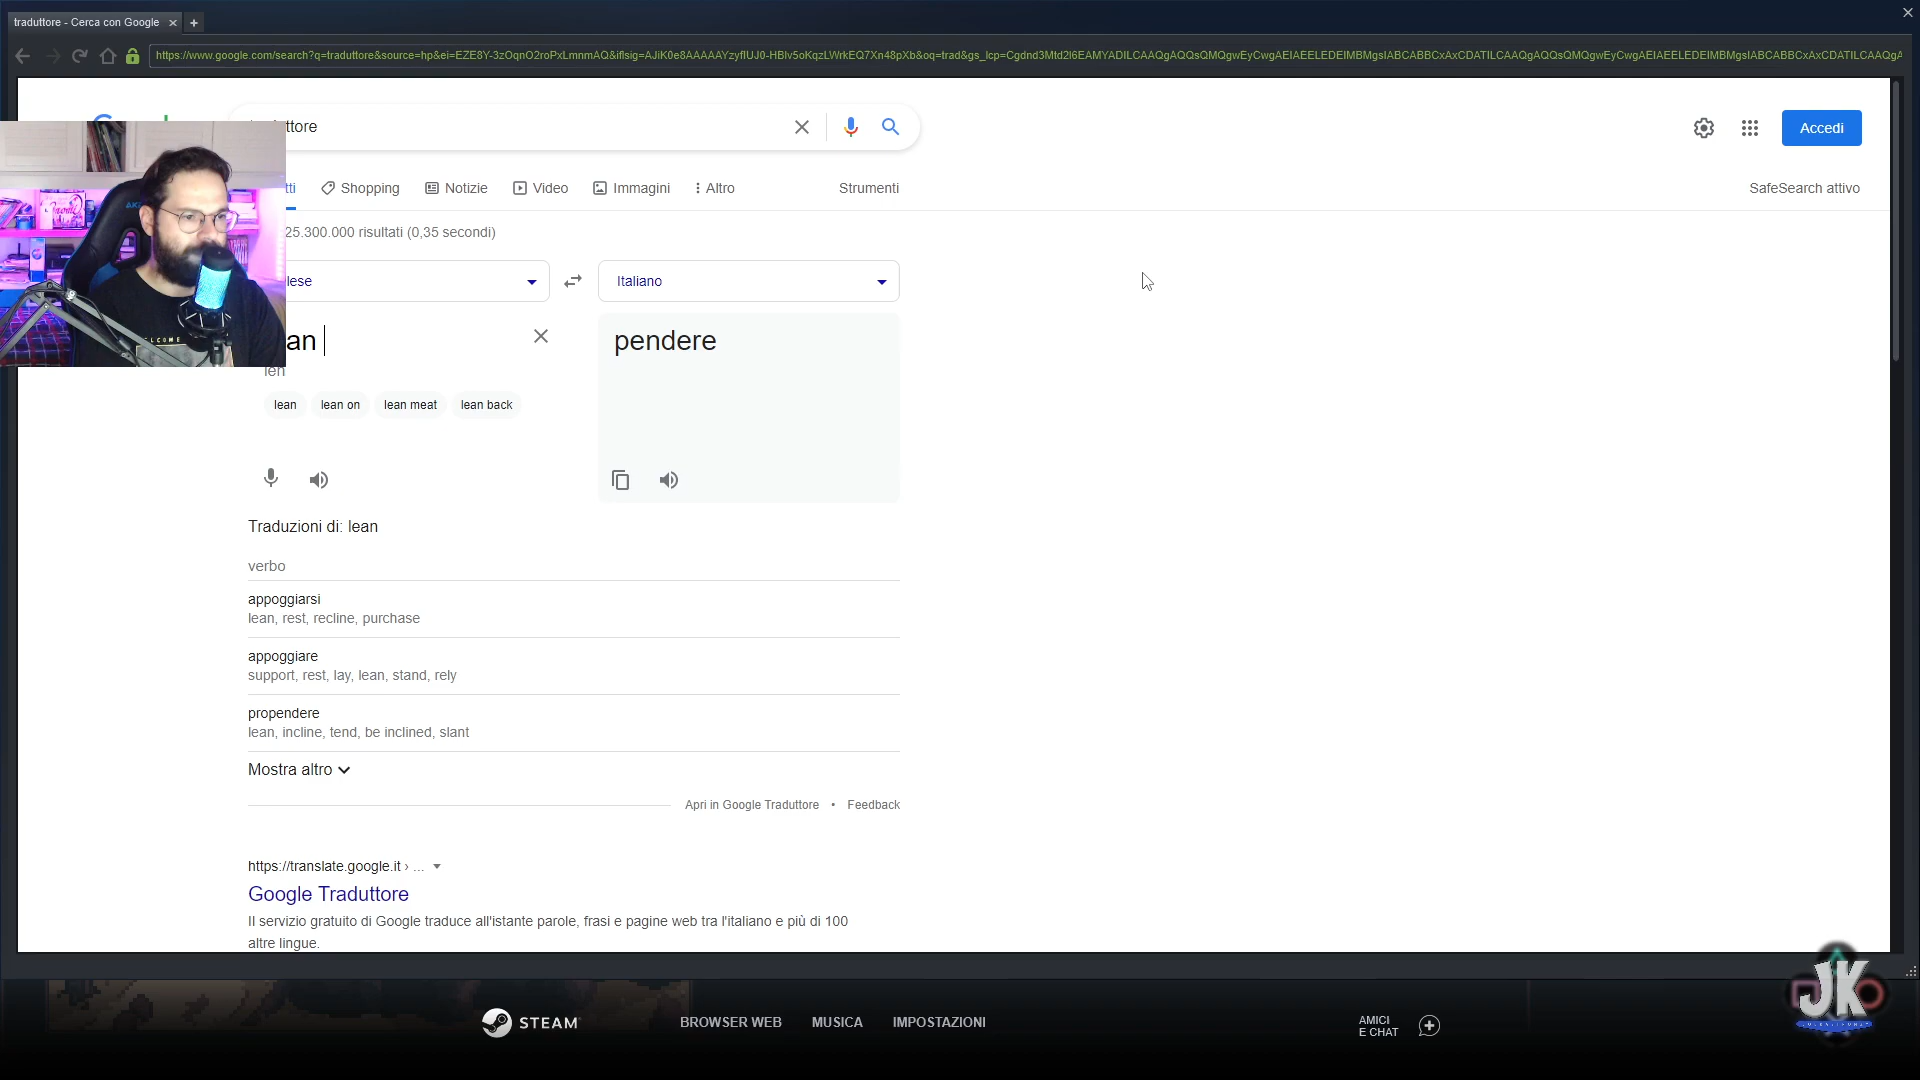 traduttore - Cerca con Google
https://www.google.com/search?q=traduttore&source=hp&ei=EZE8Y-3zOqnO2roPxLmnmAQ&iflsig=AJiK0e8AAAAAYzyfIUJ0-HBlv5oKqzLWrkEQ7Xn48pXb&oq=trad&gs_lcp=Cgdnd3Mtd2l6EAMYADILCAAQgAQQsQMQgwEyCwgAEIAEELEDEIMBMgsIABCABBCxAxCDATILCAAQgAQQsQMQgwEyCwgAEIAEELEDEIMBMgsIABCABBCxAxCDATILCAAQgA
ttore
Accedi
tti Shopping Notizie Video Immagini Altro Strumenti SafeSearch attivo
25.300.000 risultati (0,35 secondi)
lese Italiano
an pendere
len
lean lean on lean meat lean back
Traduzioni di: lean
verbo
appoggiarsi
lean, rest, recline, purchase
appoggiare
support, rest, lay, lean, stand, rely
propendere
lean, incline, tend, be inclined, slant
Mostra altro
Apri in Google Traduttore • Feedback
https://translate.google.it › ...
Google Traduttore
Il servizio gratuito di Google traduce all'istante parole, frasi e pagine web tra l'italiano e più di 100
altre lingue.
STEAM BROWSER WEB MUSICA IMPOSTAZIONI
AMICI
E CHAT
JK